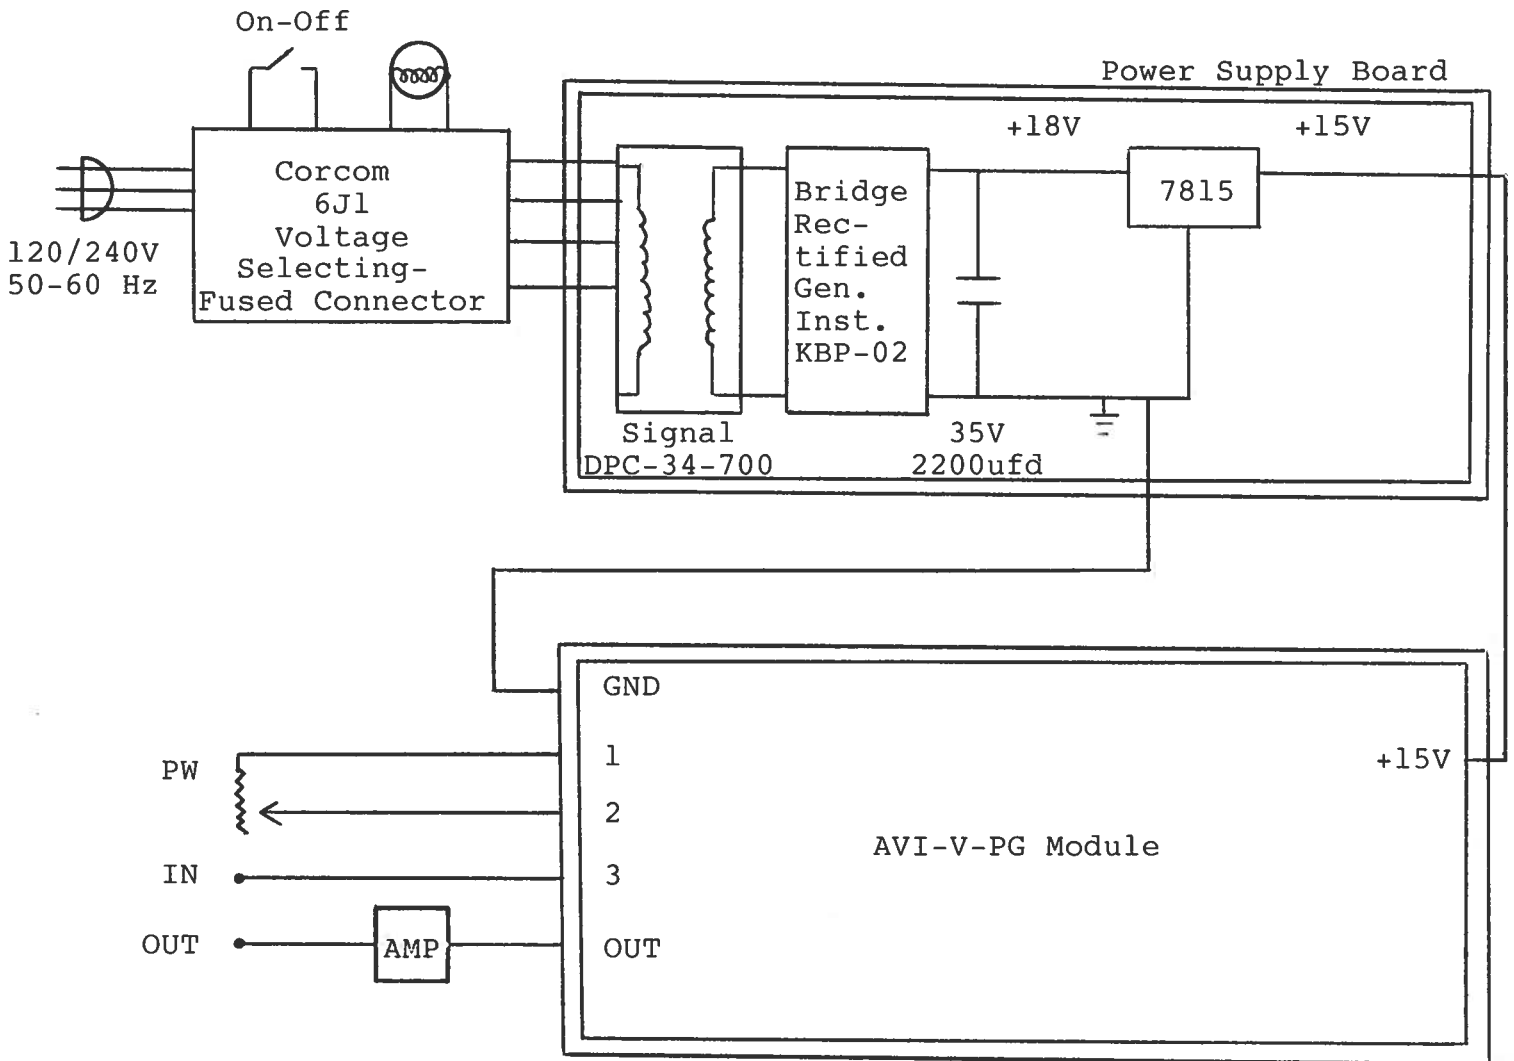 On-Off
Power Supply Board
+18V
+15V
Corcom
6J1
Voltage
Selecting-
Fused Connector
120/240V
50-60 Hz
Bridge
Rec-
tified
Gen.
Inst.
KBP-02
7815
Signal
DPC-34-700
35V
2200ufd
GND
PW
1
+15V
2
AVI-V-PG Module
IN
3
OUT
AMP
OUT